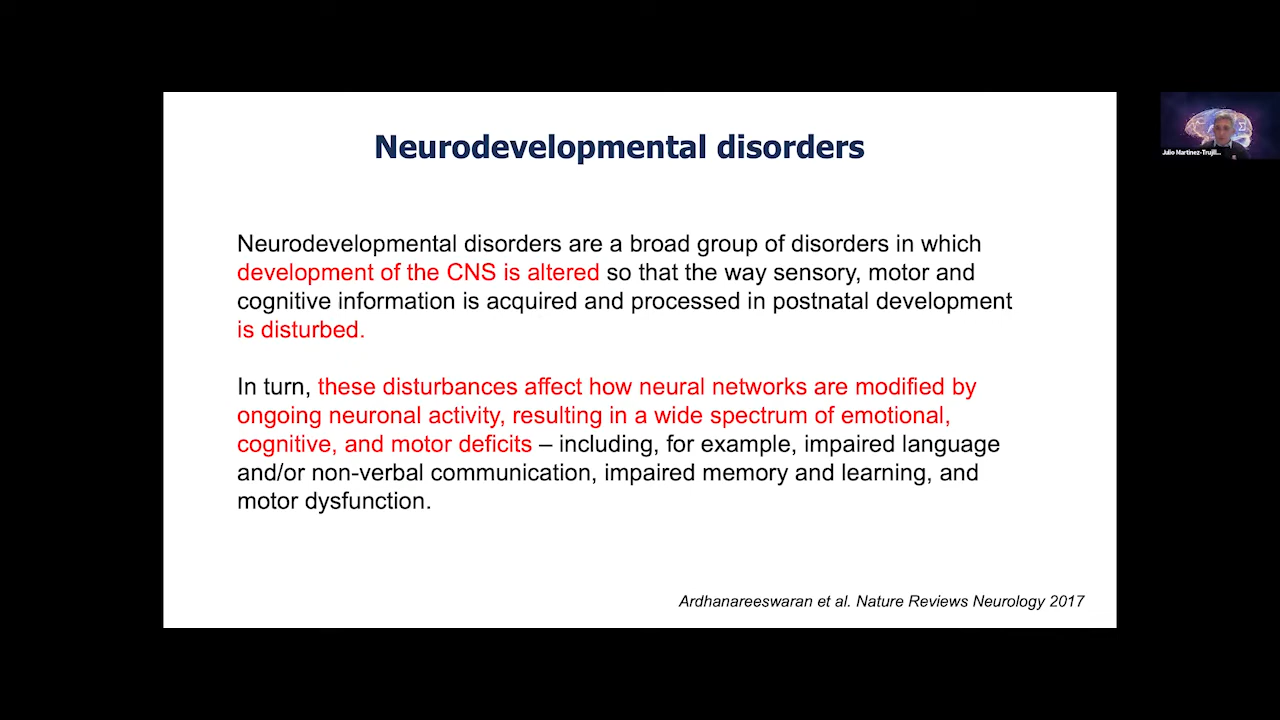 Neurodevelopmental disorders
Neurodevelopmental disorders are a broad group of disorders in which
development of the CNS is altered so that the way sensory, motor and
cognitive information is acquired and processed in postnatal development
is disturbed.
In turn, these disturbances affect how neural networks are modified by
ongoing neuronal activity, resulting in a wide spectrum of emotional,
cognitive, and motor deficits – including, for example, impaired language
and/or non-verbal communication, impaired memory and learning, and
motor dysfunction.
Ardhanareeswaran et al. Nature Reviews Neurology 2017
Julio Martinez-Trujill...